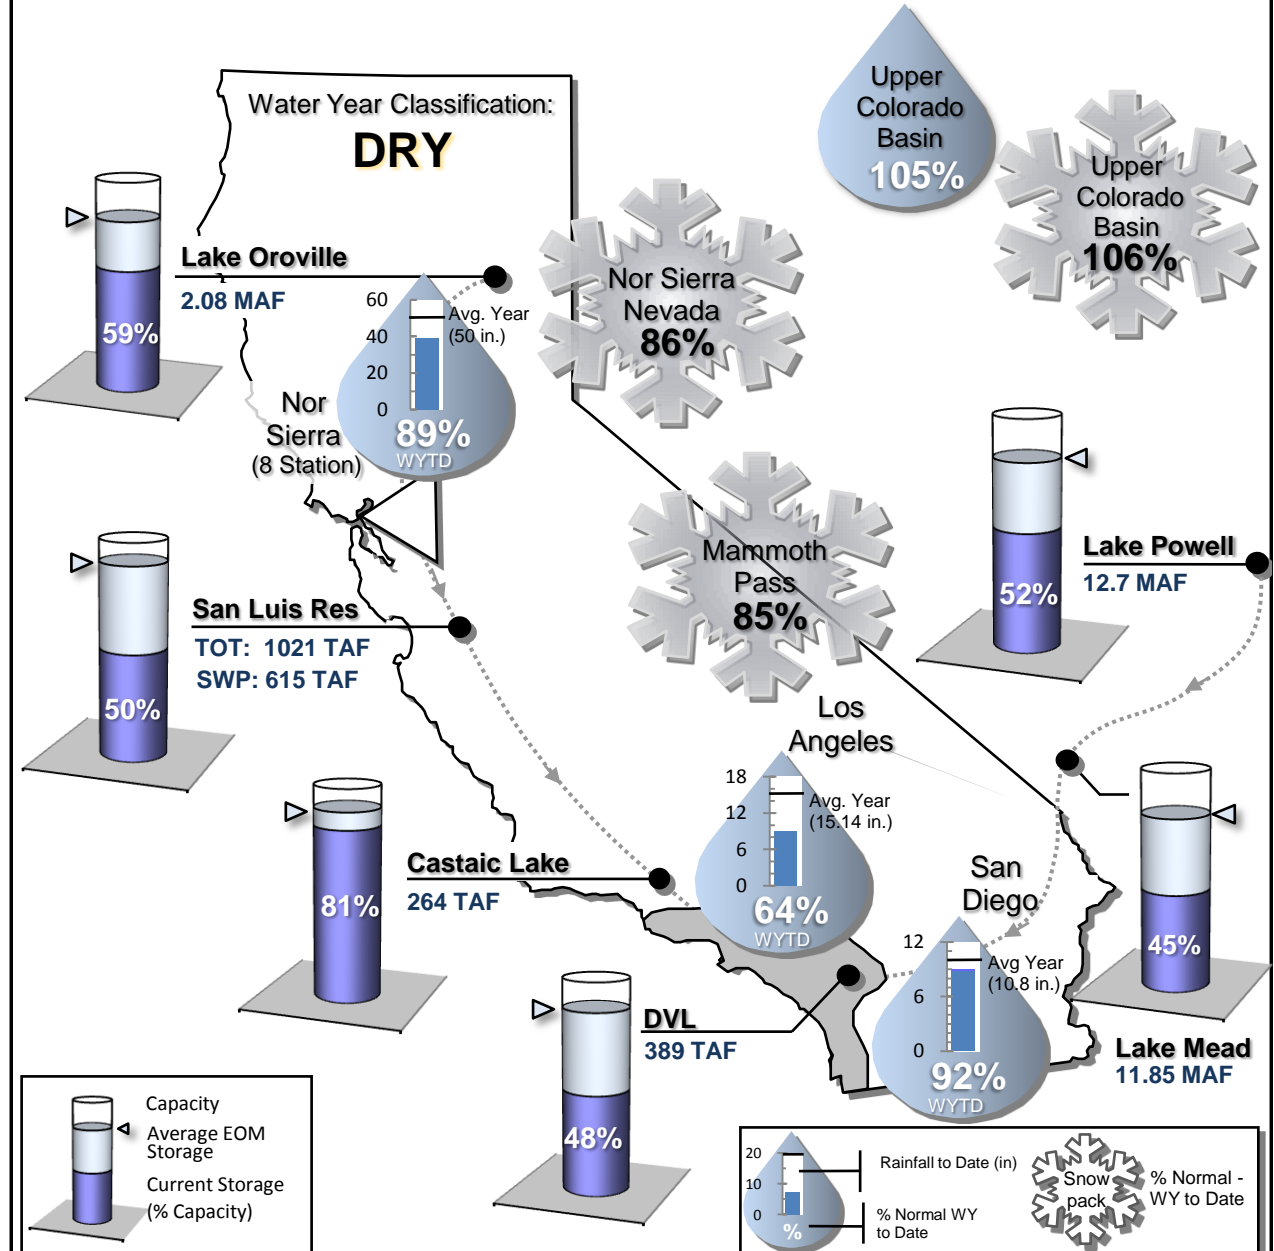 Water Year Classification:
DRY
Upper
Colorado
Basin
105%
Upper
Colorado
Basin
106%
Nor Sierra
Nevada
86%
Lake Oroville
2.08 MAF
59%
60
40
20
0
Avg. Year
(50 in.)
89%
WYTD
Nor
Sierra
(8 Station)
Mammoth
Pass
85%
Lake Powell
12.7 MAF
52%
San Luis Res
TOT: 1021 TAF
SWP: 615 TAF
50%
Los
Angeles
18
12
6
0
Avg. Year
(15.14 in.)
64%
WYTD
Castaic Lake
264 TAF
81%
San
Diego
12
6
0
Avg Year
(10.8 in.)
92%
WYTD
45%
Lake Mead
11.85 MAF
DVL
389 TAF
48%
Capacity
Average EOM
Storage
Current Storage
(% Capacity)
20
10
0
%
Rainfall to Date (in)
% Normal WY
to Date
Snow
pack
% Normal -
WY to Date